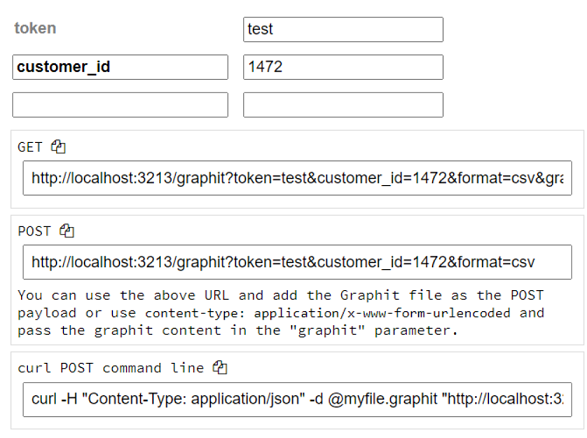 token test
customer_id 1472
GET
http://localhost:3213/graphit?token=test&customer_id=1472&format=csv&gra
POST
http://localhost:3213/graphit?token=test&customer_id=1472&format=csv
You can use the above URL and add the Graphit file as the POST
payload or use content-type: application/x-www-form-urlencoded and
pass the graphit content in the "graphit" parameter.
curl POST command line
curl -H "Content-Type: application/json" -d @myfile.graphit "http://localhost:3